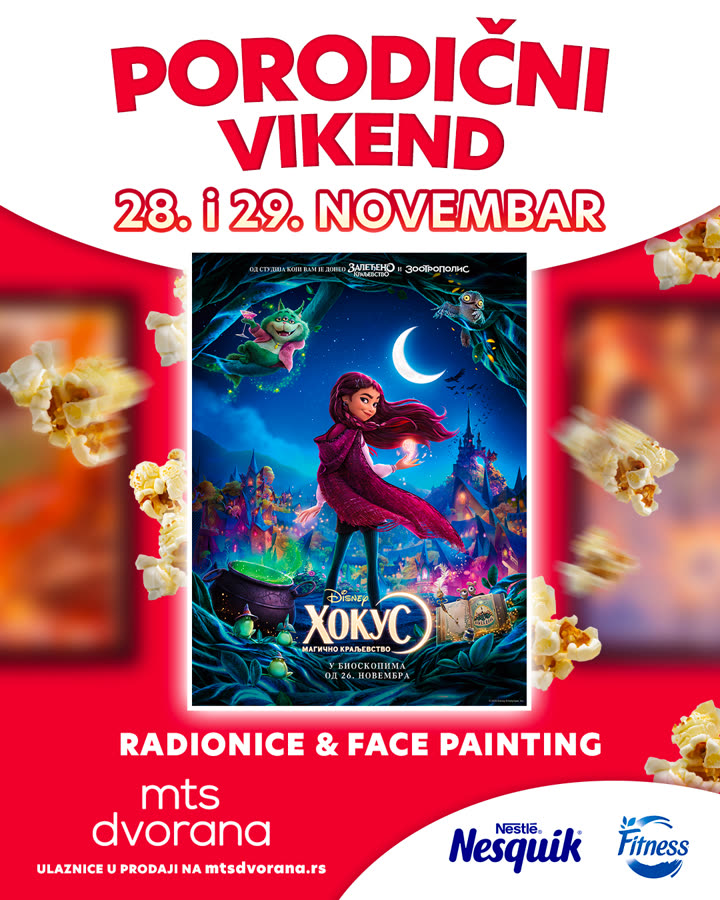 PORODIČNI
VIKEND
28. i 29. NOVEMBAR
ОД СТУДИЈА КОЈИ ВАМ ЈЕ ДОНЕО ЗАЛЕЂЕНО КРАЉЕВСТВО И ЗООТРОПОЛИС
Disney
ХОКУС
МАГИЧНО КРАЉЕВСТВО
У БИОСКОПИМА
ОД 26. НОВЕМБРА
RADIONICE & FACE PAINTING
mts
dvorana
ULAZNICE U PRODAJI NA mtsdvorana.rs
Nestlé®
Nesquik®
Fitness